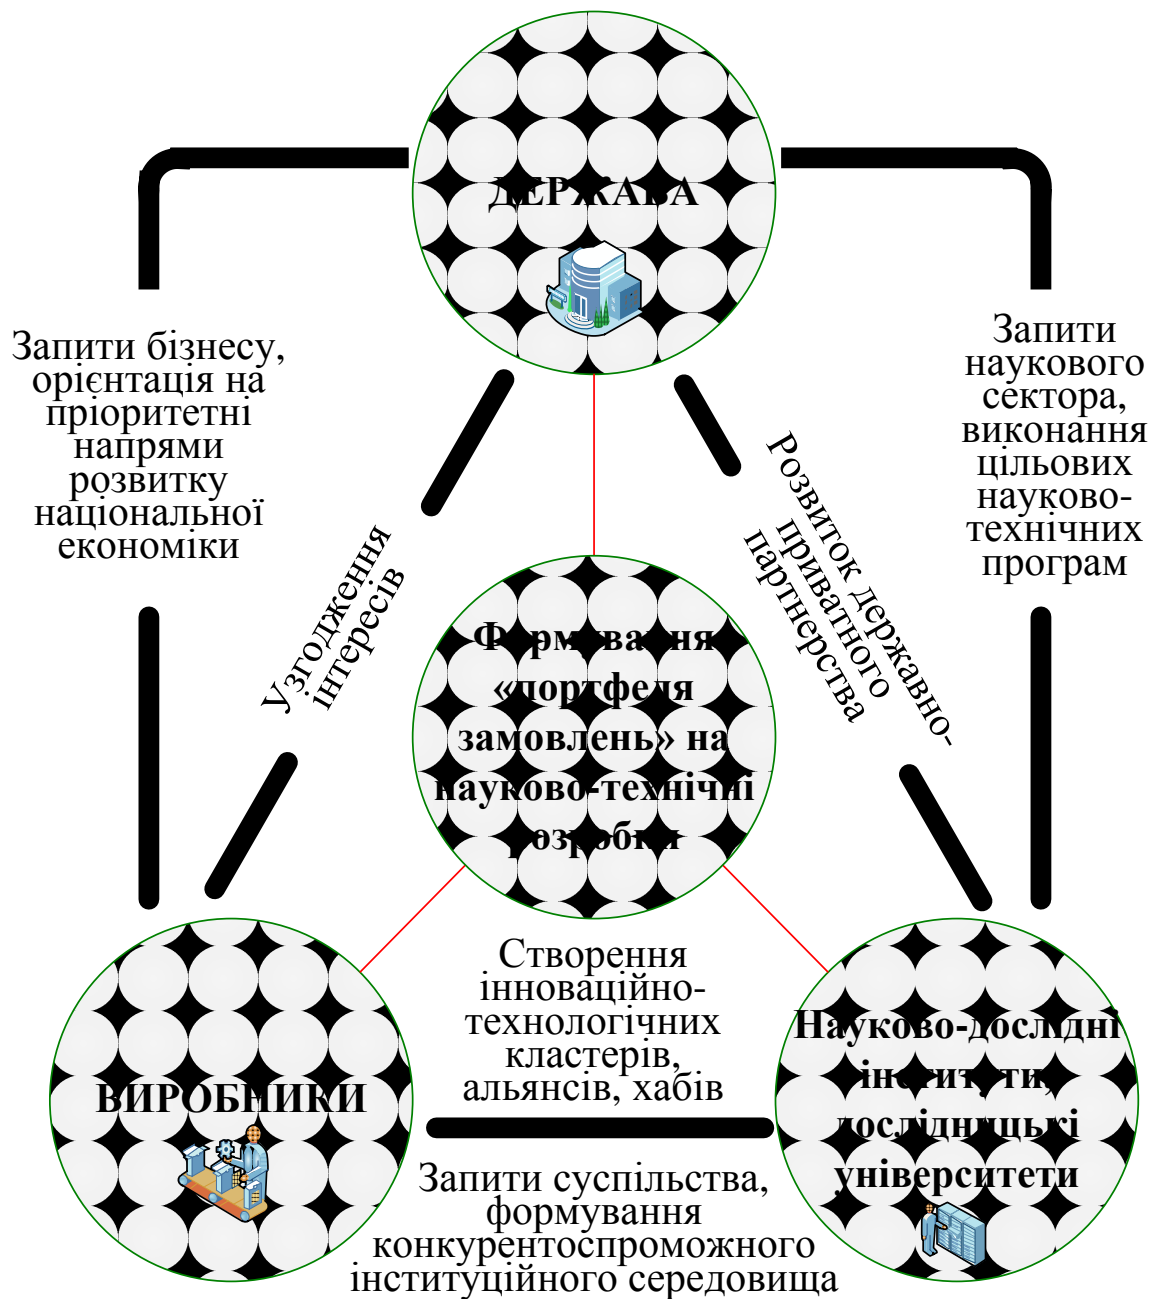 ДЕРЖАВА
Запити бізнесу,
орієнтація на
пріоритетні
напрями
розвитку
національної
економіки
Запити
наукового
сектора,
виконання
цільових
науково-
технічних
програм
Узгодження
інтересів
Розвиток державно-
приватного
партнерства
Формування
«портфеля
замовлень» на
науково-технічні
розробки
Створення
інноваційно-
технологічних
кластерів,
альянсів, хабів
ВИРОБНИКИ
Науково-дослідні
інститути,
дослідницькі
університети
Запити суспільства,
формування
конкурентоспроможного
інституційного середовища